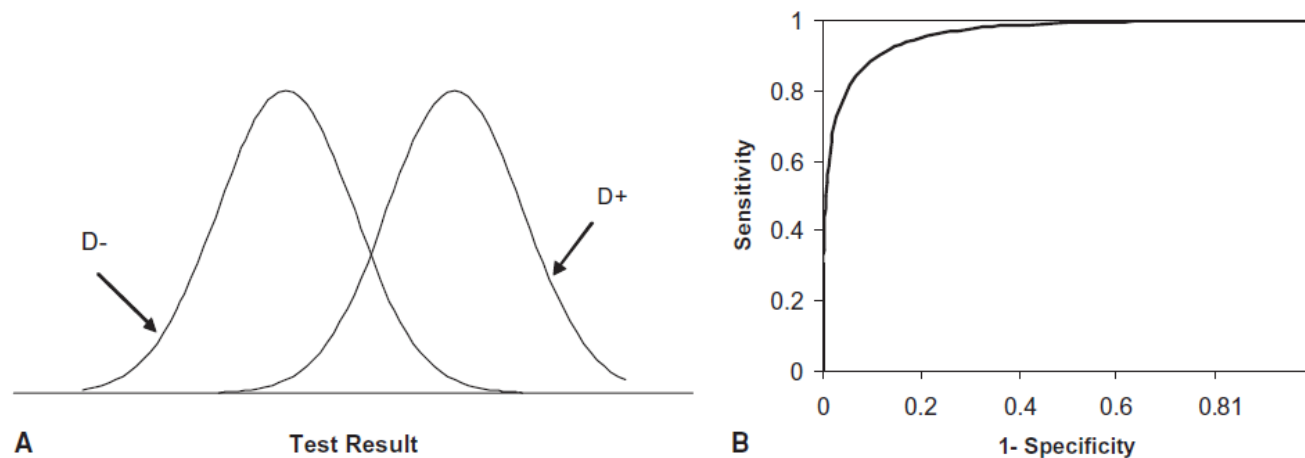 D-
D+
A
Test Result
1
0.8
0.6
0.4
0.2
0
Sensitivity
0
0.2
0.4
0.6
0.81
B
1- Specificity